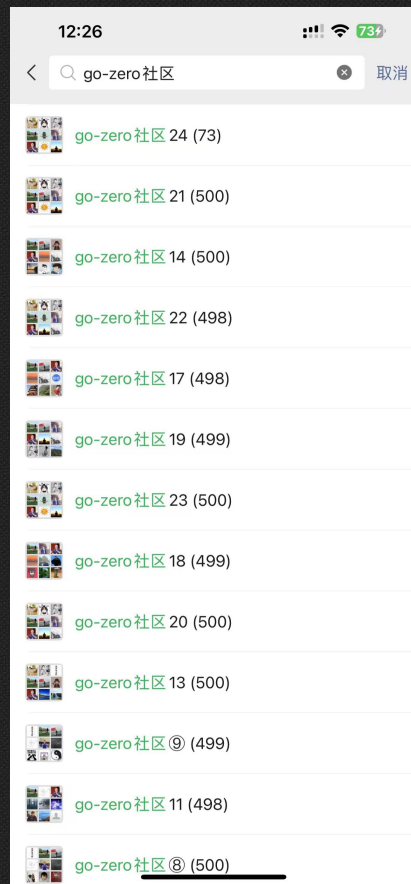 12:26
73
go-zero社区
取消
go-zero社区 24 (73)
go-zero社区 21 (500)
go-zero社区 14 (500)
go-zero社区 22 (498)
go-zero社区 17 (498)
go-zero社区 19 (499)
go-zero社区 23 (500)
go-zero社区 18 (499)
go-zero社区 20 (500)
go-zero社区 13 (500)
go-zero社区⑨ (499)
go-zero社区 11 (498)
go-zero社区⑧ (500)